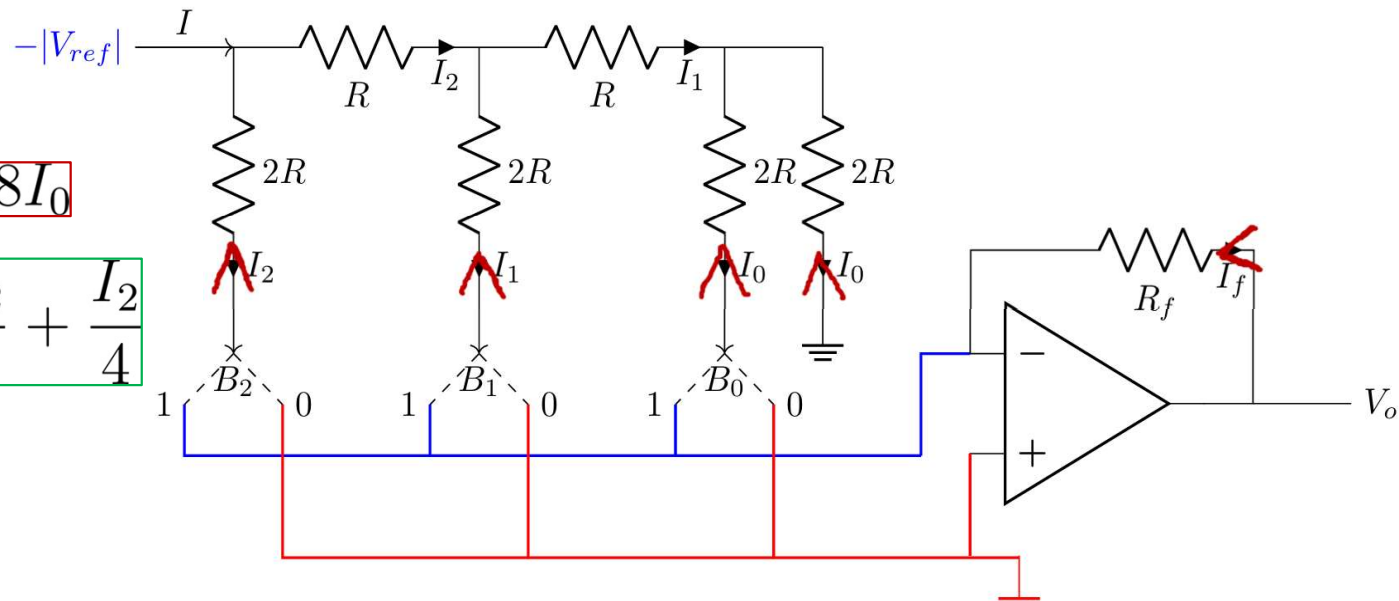 −|V_ref| I
I_2 I_1
R R
2R 2R 2R 2R
8I_0
I_2 I_1 I_0 I_0
R_f I_f
+ I_2/4
−
B_2 B_1 B_0
1 0 1 0 1 0
V_o
+